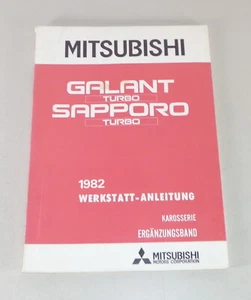 MITSUBISHI
GALANT
TURBO
SAPPORO
TURBO
1982
WERKSTATT-ANLEITUNG
KAROSSERIE
ERGÄNZUNGSBAND
MITSUBISHI
MOTORS CORPORATION